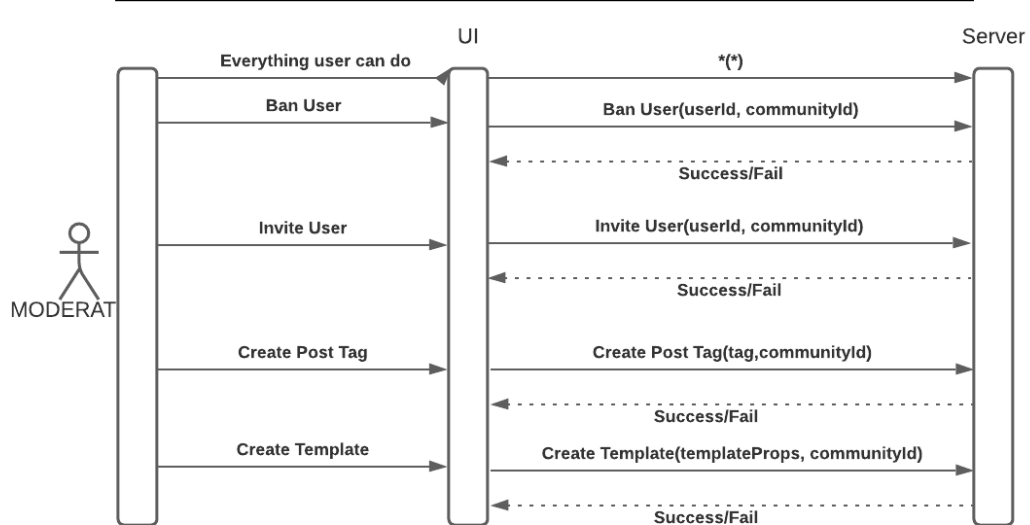 UI
Server
Everything user can do
*(*)
Ban User
Ban User(userId, communityId)
Success/Fail
Invite User
Invite User(userId, communityId)
Success/Fail
MODERAT
Create Post Tag
Create Post Tag(tag,communityId)
Success/Fail
Create Template
Create Template(templateProps, communityId)
Success/Fail